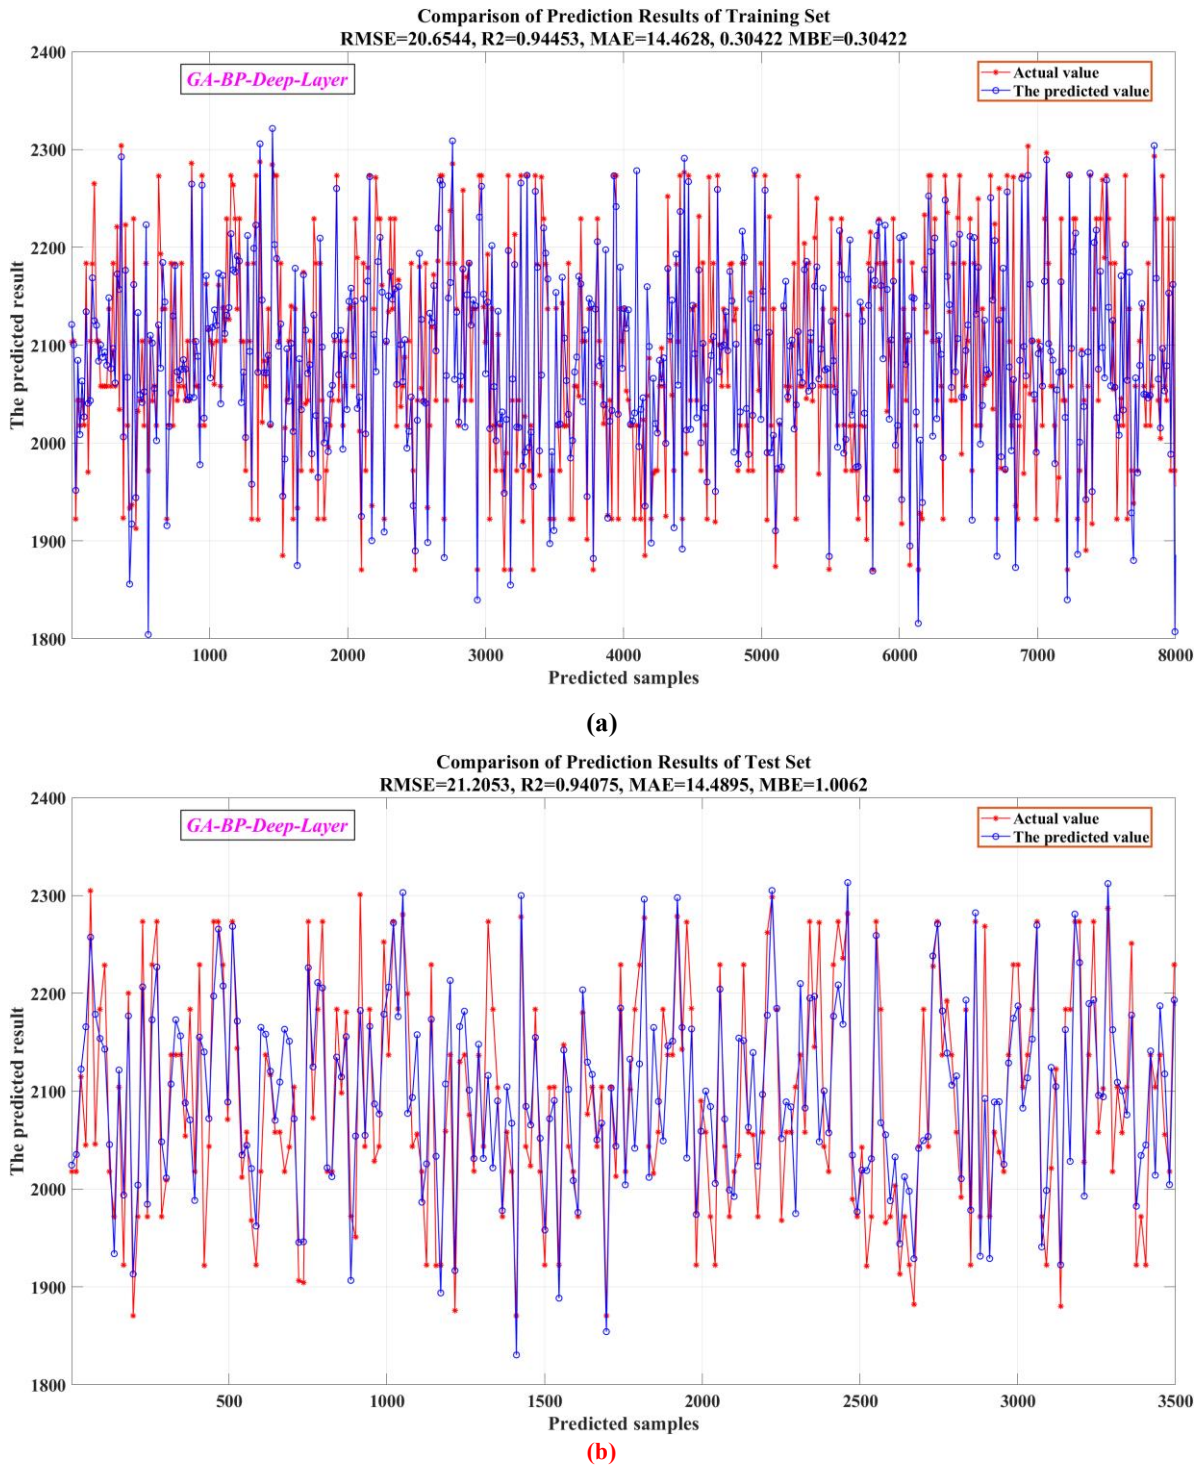 Comparison of Prediction Results of Training Set
RMSE=20.6544, R2=0.94453, MAE=14.4628, 0.30422 MBE=0.30422
2400
GA-BP-Deep-Layer
Actual value
The predicted value
2300
2200
2100
2000
1900
1800
The predicted result
1000
2000
3000
4000
5000
6000
7000
8000
Predicted samples
(a)
Comparison of Prediction Results of Test Set
RMSE=21.2053, R2=0.94075, MAE=14.4895, MBE=1.0062
2400
GA-BP-Deep-Layer
Actual value
The predicted value
2300
2200
2100
2000
1900
1800
The predicted result
500
1000
1500
2000
2500
3000
3500
Predicted samples
(b)